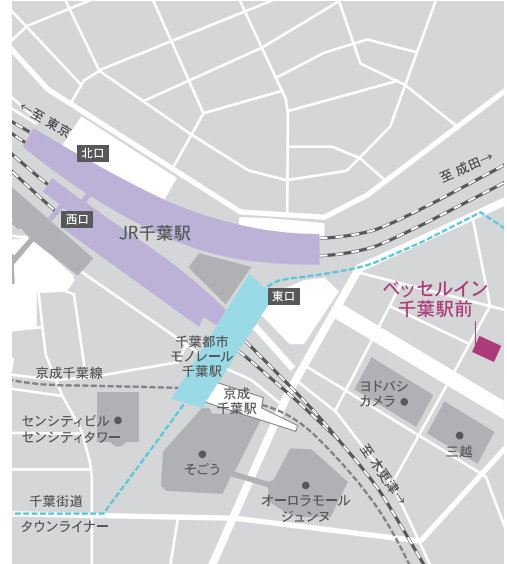 ←至 東京
北口
至 成田→
西口
JR千葉駅
東口
ベッセルイン
千葉駅前
千葉都市
モノレール
千葉駅
京成千葉線
京成
千葉駅
ヨドバシ
カメラ
センシティビル
センシティタワー
三越
そごう
至 木更津→
オーロラモール
ジュンヌ
千葉街道
タウンライナー